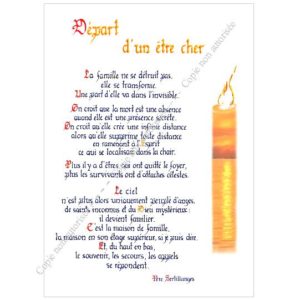 Départ
d'un être cher
La famille ne se détruit pas,
elle se transforme.
Une part d'elle va dans l'invisible.
On croit que la mort est une absence
quand elle est une présence secrète.
On croit qu'elle crée une infinie distance
alors qu'elle supprime toute distance
en ramenant à l'esprit
ce qui se localisait dans la chair.
Plus il y a d'êtres qui ont quitté le foyer,
plus les survivants ont d'attaches célestes.
Le ciel
n'est plus alors uniquement peuplé d'anges,
de saints inconnus et du Dieu mystérieux ;
il devient familier.
C'est la maison de famille,
la maison en son étage supérieur, si je puis dire.
Et, du haut en bas,
le souvenir, les secours, les appels
se répondent.
Père Sertillanges
Copie non autorisée
Copie non autorisée
Copie non autorisée